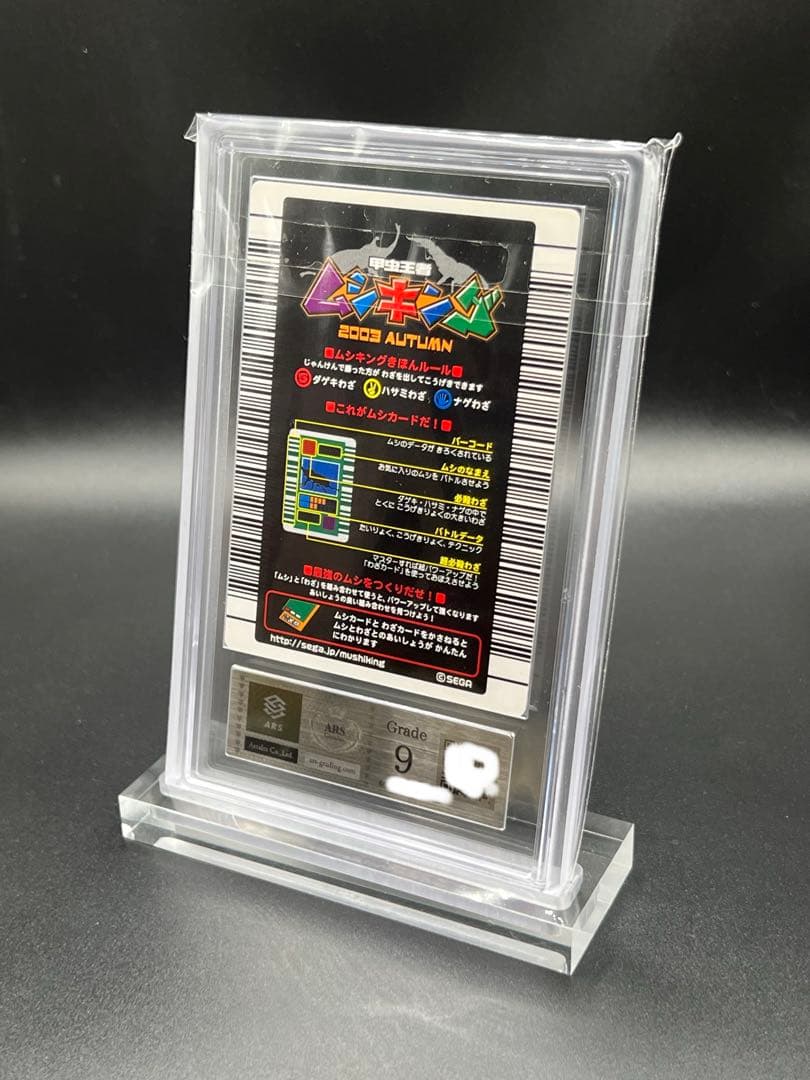 甲虫王者
ムシキング
2003 AUTUMN
■ムシキングきほんルール■
じゃんけんで勝った方が わざを出してこうげきできます
ダゲキわざ ハサミわざ ナゲわざ
■これがムシカードだ!■
バーコード
ムシのデータが きろくされている
ムシのなまえ
お気に入りのムシを バトルさせよう
必殺わざ
ダゲキ・ハサミ・ナゲの中で
とくに こうげきりょくの大きいわざ
バトルデータ
たいりょく、こうげきりょく、テクニック
超必殺わざ
マスターすれば超パワーアップだ!
「わざカード」を使っておぼえさせよう
■最強のムシをつくりだせ!■
「ムシ」と「わざ」を組み合わせて使うと、パワーアップして強くなります
あいしょうの良い組み合わせを見つけよう!
ムシカードと わざカードをかさねると
ムシとわざとのあいしょうが かんたん
にわかります
http://sega.jp/mushiking
©SEGA
ARS
ARS
Grade
9
ars-grading.com